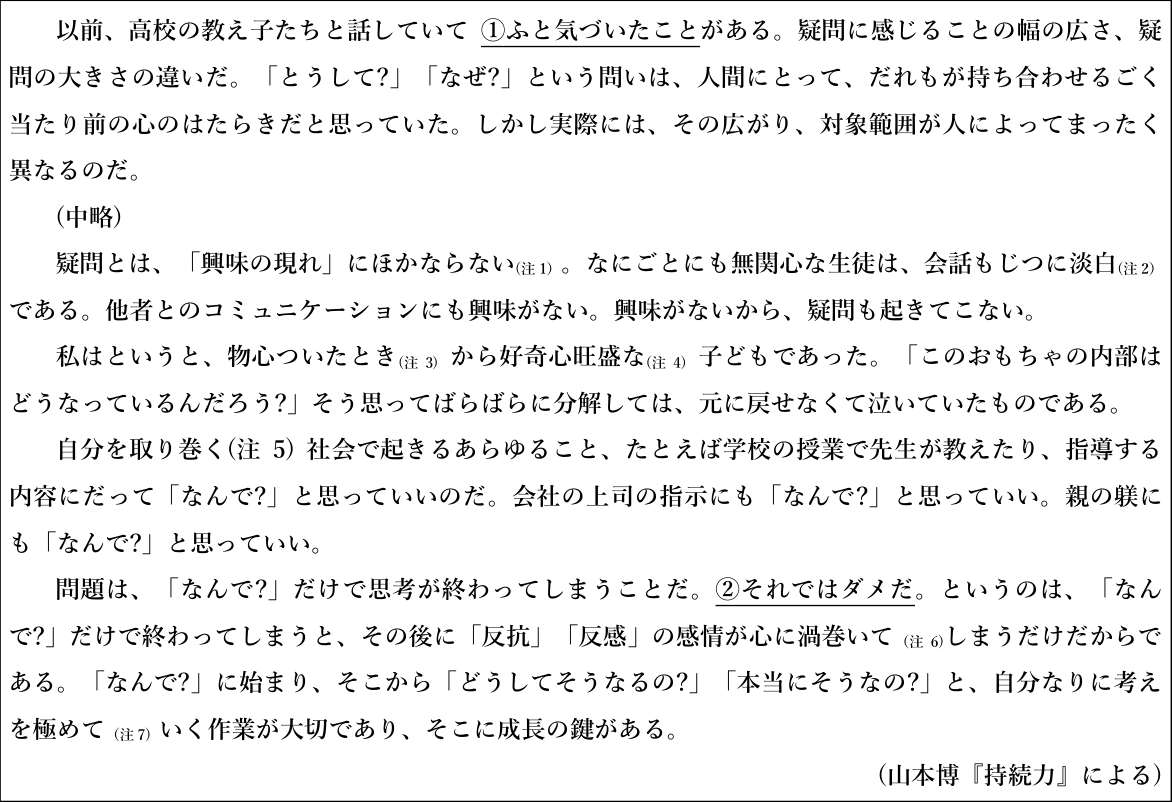 以前、高校の教え子たちと話していて ①ふと気づいたことがある。疑問に感じることの幅の広さ、疑
問の大きさの違いだ。「とうして?」「なぜ?」という問いは、人間にとって、だれもが持ち合わせるごく
当たり前の心のはたらきだと思っていた。しかし実際には、その広がり、対象範囲が人によってまったく
異なるのだ。
(中略)
疑問とは、「興味の現れ」にほかならない(注1) 。なにごとにも無関心な生徒は、会話もじつに淡白(注2)
である。他者とのコミュニケーションにも興味がない。興味がないから、疑問も起きてこない。
私はというと、物心ついたとき(注 3) から好奇心旺盛な(注 4) 子どもであった。「このおもちゃの内部は
どうなっているんだろう?」そう思ってばらばらに分解しては、元に戻せなくて泣いていたものである。
自分を取り巻く(注 5) 社会で起きるあらゆること、たとえば学校の授業で先生が教えたり、指導する
内容にだって「なんで?」と思っていいのだ。会社の上司の指示にも「なんで?」と思っていい。親の躾に
も「なんで?」と思っていい。
問題は、「なんで?」だけで思考が終わってしまうことだ。②それではダメだ。というのは、「なん
で?」だけで終わってしまうと、その後に「反抗」「反感」の感情が心に渦巻いて (注 6)しまうだけだからで
ある。「なんで?」に始まり、そこから「どうしてそうなるの?」「本当にそうなの?」と、自分なりに考え
を極めて (注7) いく作業が大切であり、そこに成長の鍵がある。
(山本博『持続力』による)